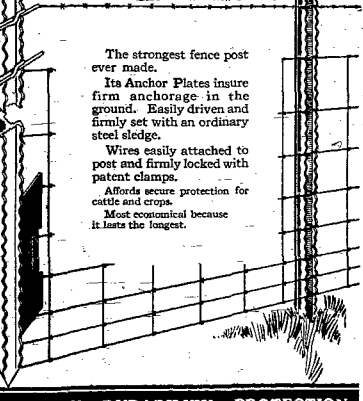 The strongest fence post
ever made.
Its Anchor Plates insure
firm anchorage in the
ground. Easily driven and
firmly set with an ordinary
steel sledge.
Wires easily attached to
post and firmly locked with
patent clamps.
Affords secure protection for
cattle and crops.
Most economical because
it lasts the longest.
PROTECTION